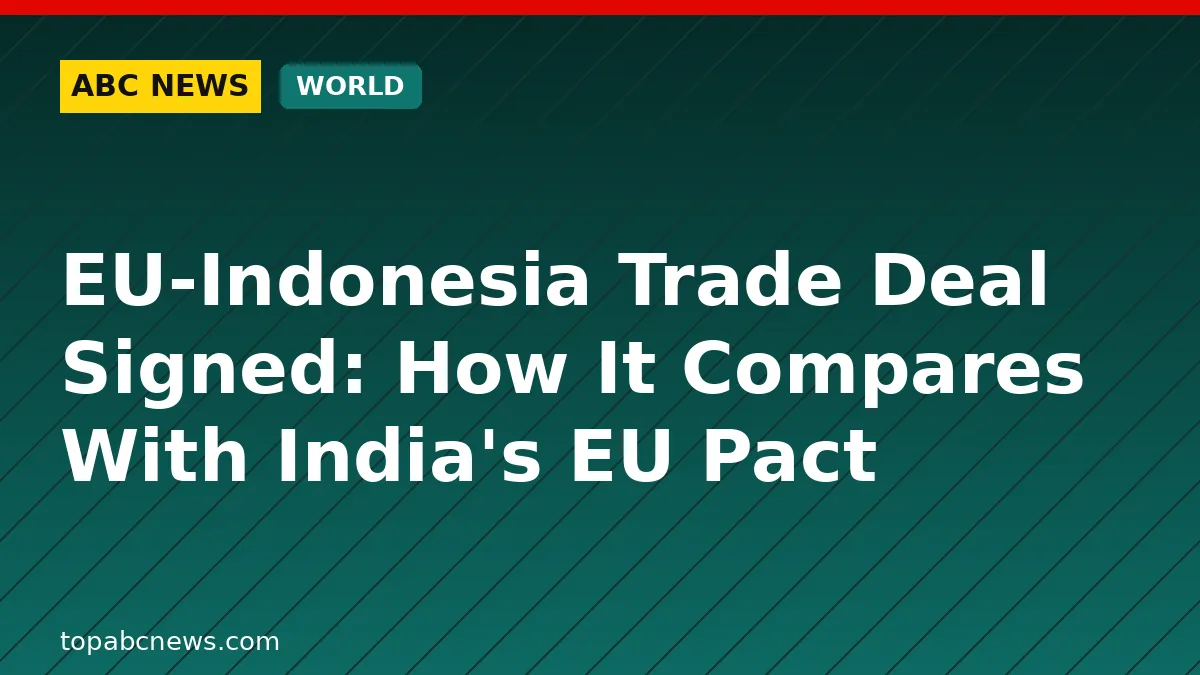 ABC NEWS
WORLD
EU-Indonesia Trade Deal
Signed: How It Compares
With India's EU Pact
topabcnews.com